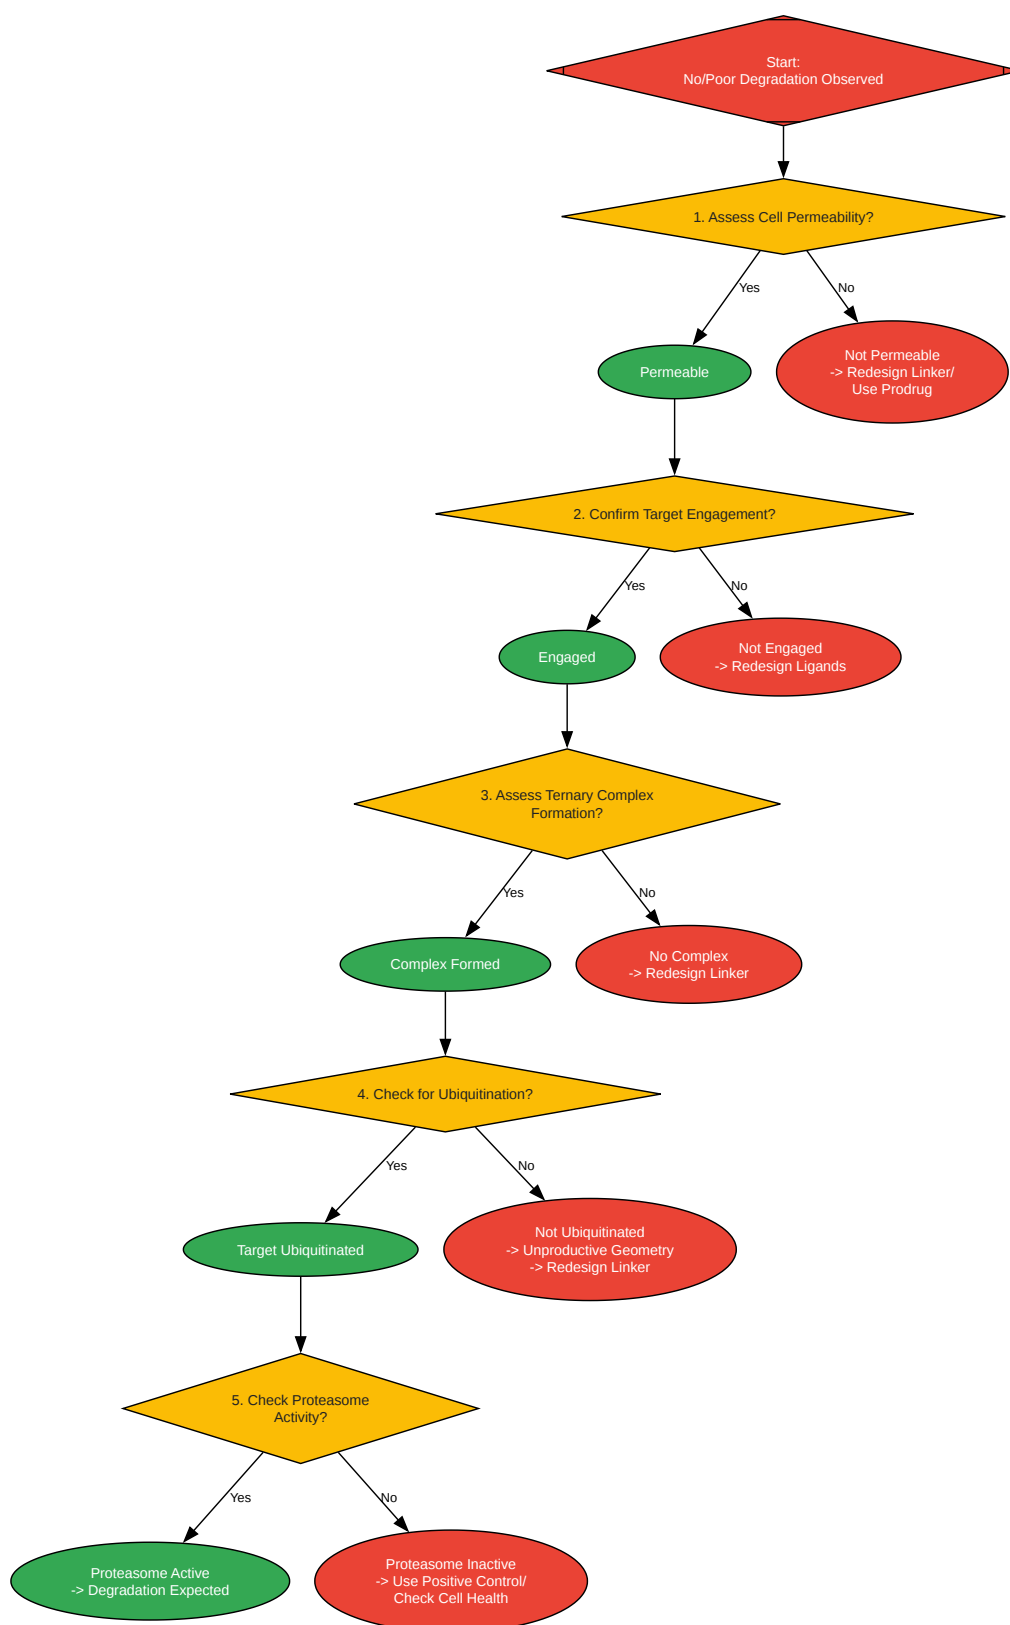 Start:
No/Poor Degradation Observed
1. Assess Cell Permeability?
Yes
No
Permeable
Not Permeable
-> Redesign Linker/
Use Prodrug
2. Confirm Target Engagement?
Yes
No
Engaged
Not Engaged
-> Redesign Ligands
3. Assess Ternary Complex
Formation?
Yes
No
Complex Formed
No Complex
-> Redesign Linker
4. Check for Ubiquitination?
Yes
No
Target Ubiquitinated
Not Ubiquitinated
-> Unproductive Geometry
-> Redesign Linker
5. Check Proteasome
Activity?
Yes
No
Proteasome Active
-> Degradation Expected
Proteasome Inactive
-> Use Positive Control/
Check Cell Health